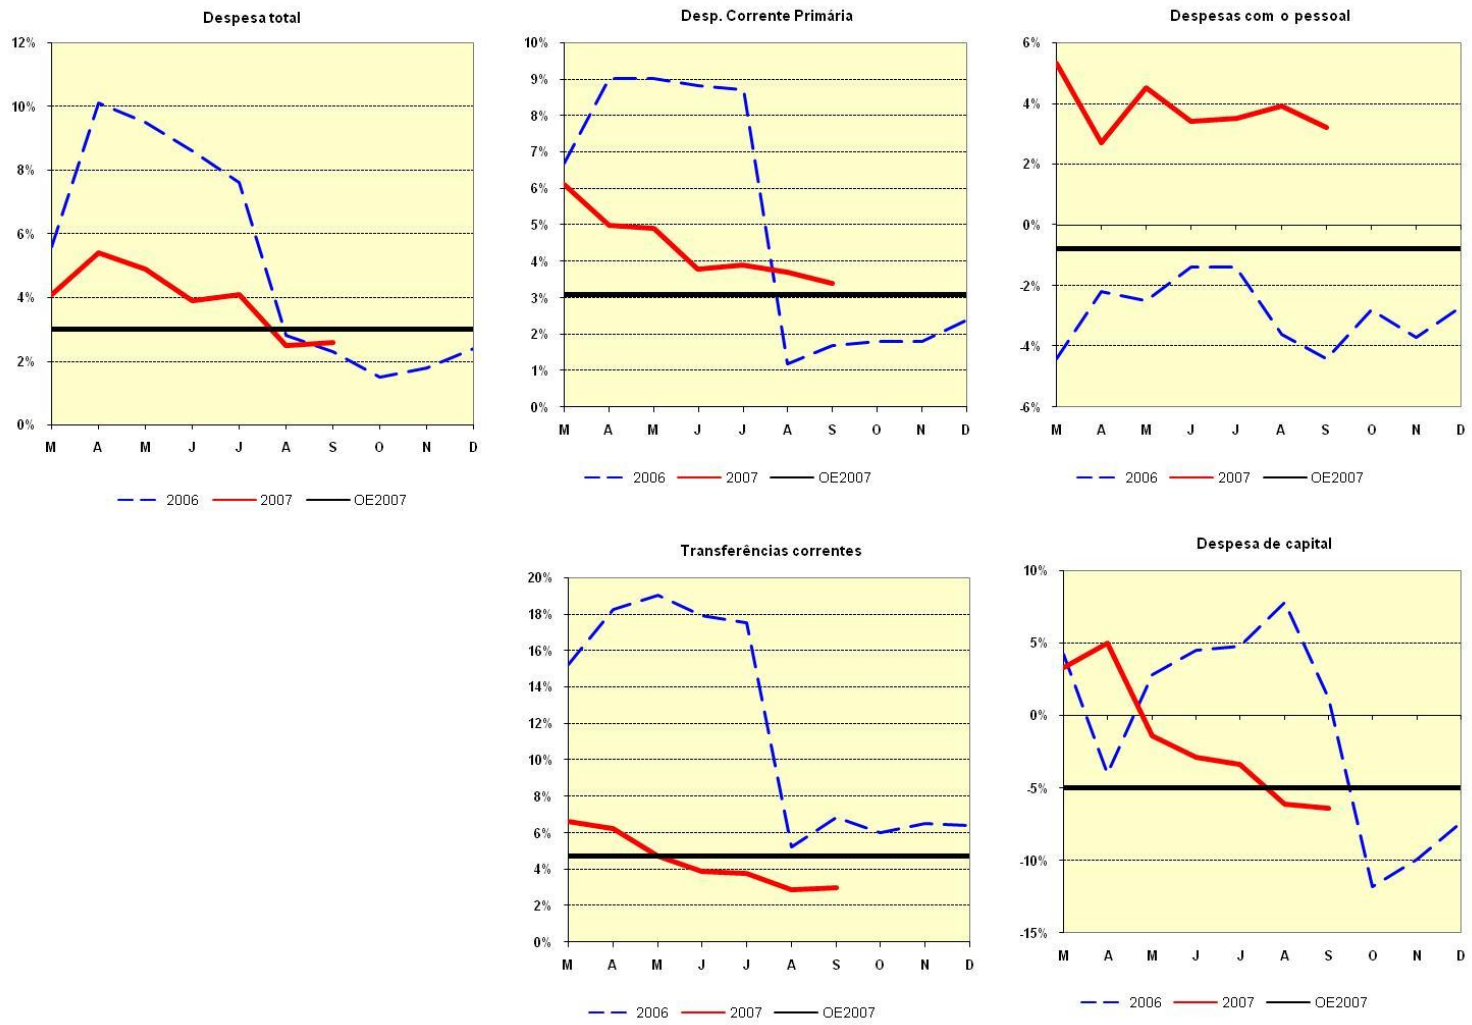 Despesa total
12%
10%
8%
6%
4%
2%
0%
M A M J J A S O N D
2006 2007 OE2007
Desp. Corrente Primária
10%
9%
8%
7%
6%
5%
4%
3%
2%
1%
0%
M A M J J A S O N D
2006 2007 OE2007
Despesas com o pessoal
6%
4%
2%
0%
-2%
-4%
-6%
M A M J J A S O N D
2006 2007 OE2007
Transferências correntes
20%
18%
16%
14%
12%
10%
8%
6%
4%
2%
0%
M A M J J A S O N D
2006 2007 OE2007
Despesa de capital
10%
5%
0%
-5%
-10%
-15%
M A M J J A S O N D
2006 2007 OE2007